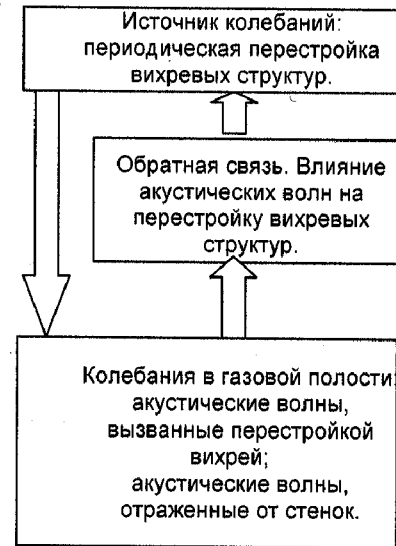 Источник колебаний:
периодическая перестройка
вихревых структур.
Обратная связь. Влияние
акустических волн на
перестройку вихревых
структур.
Колебания в газовой полости:
акустические волны,
вызванные перестройкой
вихрей;
акустические волны,
отраженные от стенок.